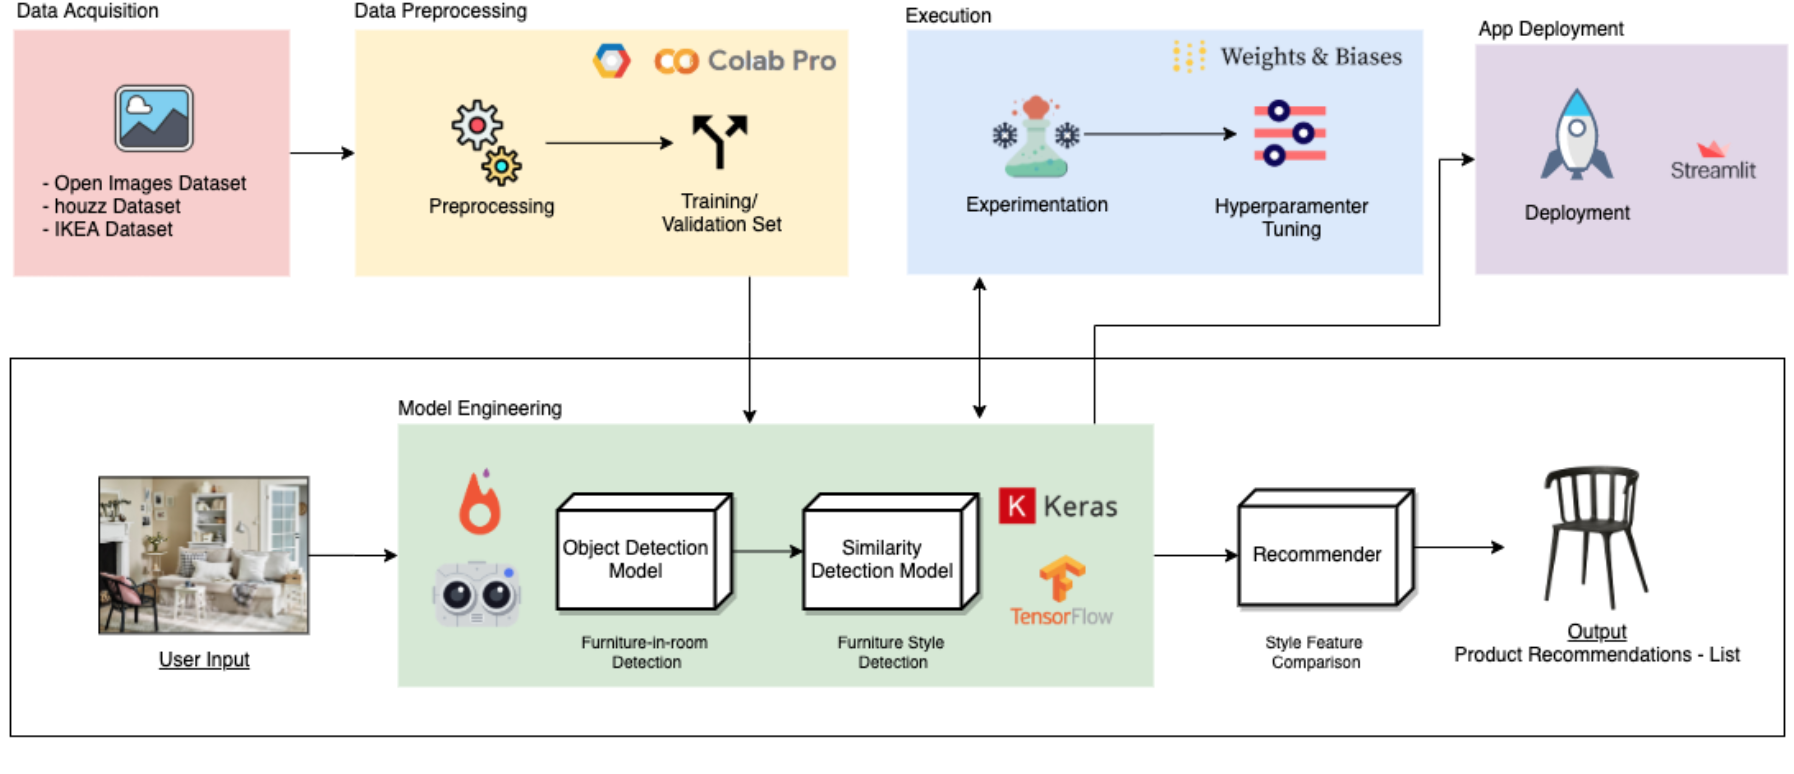 Data Acquisition
- Open Images Dataset
- houzz Dataset
- IKEA Dataset
Data Preprocessing
Colab Pro
Preprocessing
Training/
Validation Set
Execution
Weights & Biases
Experimentation
Hyperparamenter
Tuning
App Deployment
Deployment
Streamlit
Model Engineering
User Input
Object Detection
Model
Furniture-in-room
Detection
Similarity
Detection Model
Furniture Style
Detection
K Keras
TensorFlow
Recommender
Style Feature
Comparison
Output
Product Recommendations - List